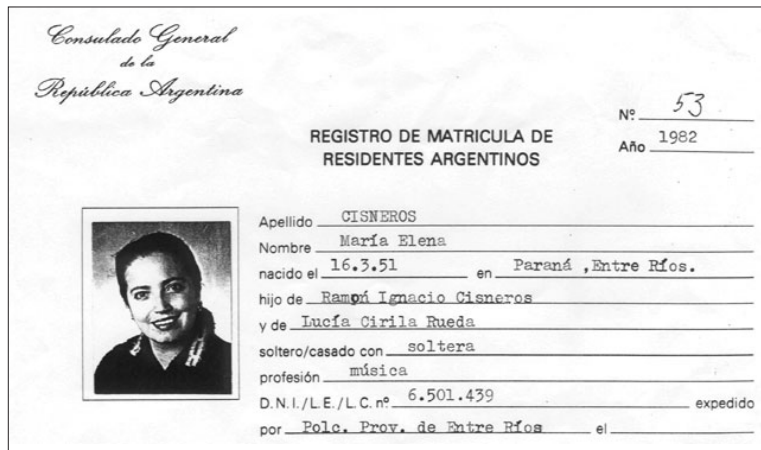 Consulado General
de la
República Argentina
Nº 53
Año 1982
REGISTRO DE MATRICULA DE
RESIDENTES ARGENTINOS
Apellido CISNEROS
Nombre María Elena
nacido el 16.3.51 en Paraná ,Entre Ríos.
hijo de Ramón Ignacio Cisneros
y de Lucía Cirila Rueda
soltero/casado con soltera
profesión música
D.N.I./L.E./L.C. nº 6.501.439 expedido
por Polc. Prov. de Entre Ríos el